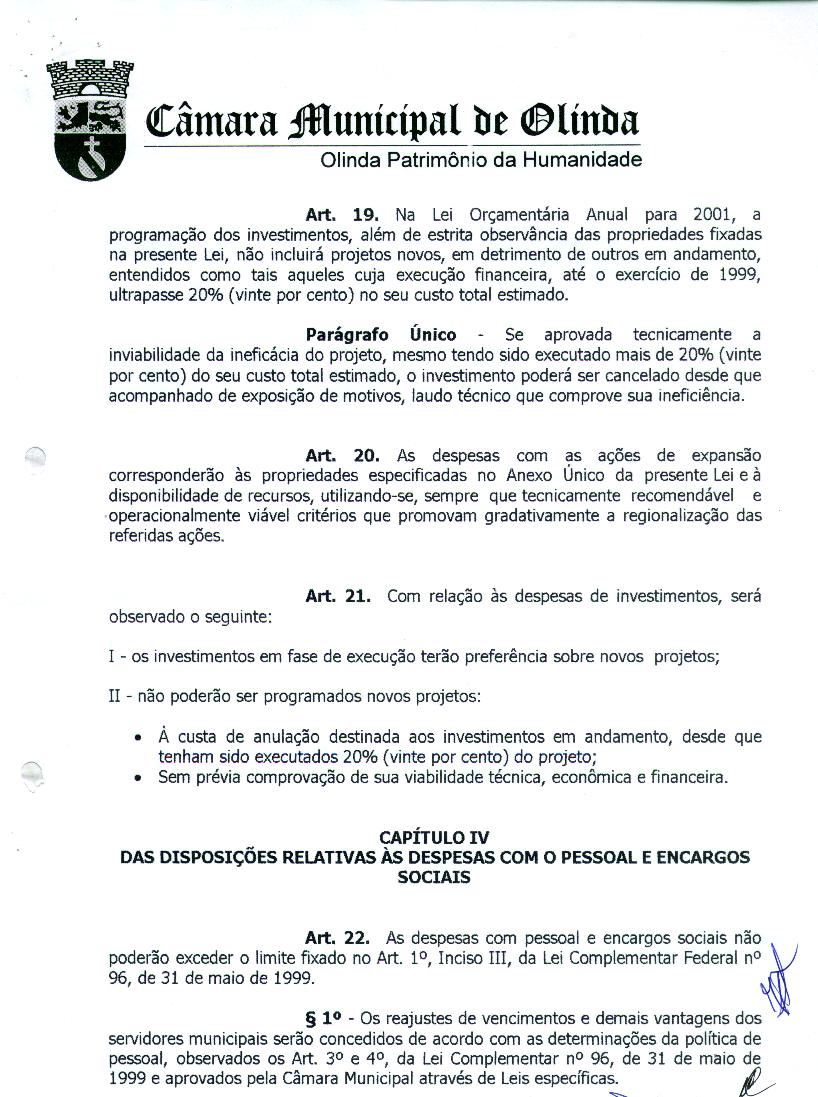 Câmara Municipal de Olinda
Olinda Patrimônio da Humanidade
Art. 19. Na Lei Orçamentária Anual para 2001, a
programação dos investimentos, além de estrita observância das propriedades fixadas
na presente Lei, não incluirá projetos novos, em detrimento de outros em andamento,
entendidos como tais aqueles cuja execução financeira, até o exercício de 1999,
ultrapasse 20% (vinte por cento) no seu custo total estimado.
Parágrafo Único - Se aprovada tecnicamente a
inviabilidade da ineficácia do projeto, mesmo tendo sido executado mais de 20% (vinte
por cento) do seu custo total estimado, o investimento poderá ser cancelado desde que
acompanhado de exposição de motivos, laudo técnico que comprove sua ineficiência.
Art. 20. As despesas com as ações de expansão
corresponderão às propriedades especificadas no Anexo Único da presente Lei e à
disponibilidade de recursos, utilizando-se, sempre que tecnicamente recomendável e
operacionalmente viável critérios que promovam gradativamente a regionalização das
referidas ações.
Art. 21. Com relação às despesas de investimentos, será
observado o seguinte:
I - os investimentos em fase de execução terão preferência sobre novos projetos;
II - não poderão ser programados novos projetos:
• À custa de anulação destinada aos investimentos em andamento, desde que
tenham sido executados 20% (vinte por cento) do projeto;
• Sem prévia comprovação de sua viabilidade técnica, econômica e financeira.
CAPÍTULO IV
DAS DISPOSIÇÕES RELATIVAS ÀS DESPESAS COM O PESSOAL E ENCARGOS
SOCIAIS
Art. 22. As despesas com pessoal e encargos sociais não
poderão exceder o limite fixado no Art. 1º, Inciso III, da Lei Complementar Federal nº
96, de 31 de maio de 1999.
§ 1º - Os reajustes de vencimentos e demais vantagens dos
servidores municipais serão concedidos de acordo com as determinações da política de
pessoal, observados os Art. 3º e 4º, da Lei Complementar nº 96, de 31 de maio de
1999 e aprovados pela Câmara Municipal através de Leis específicas.